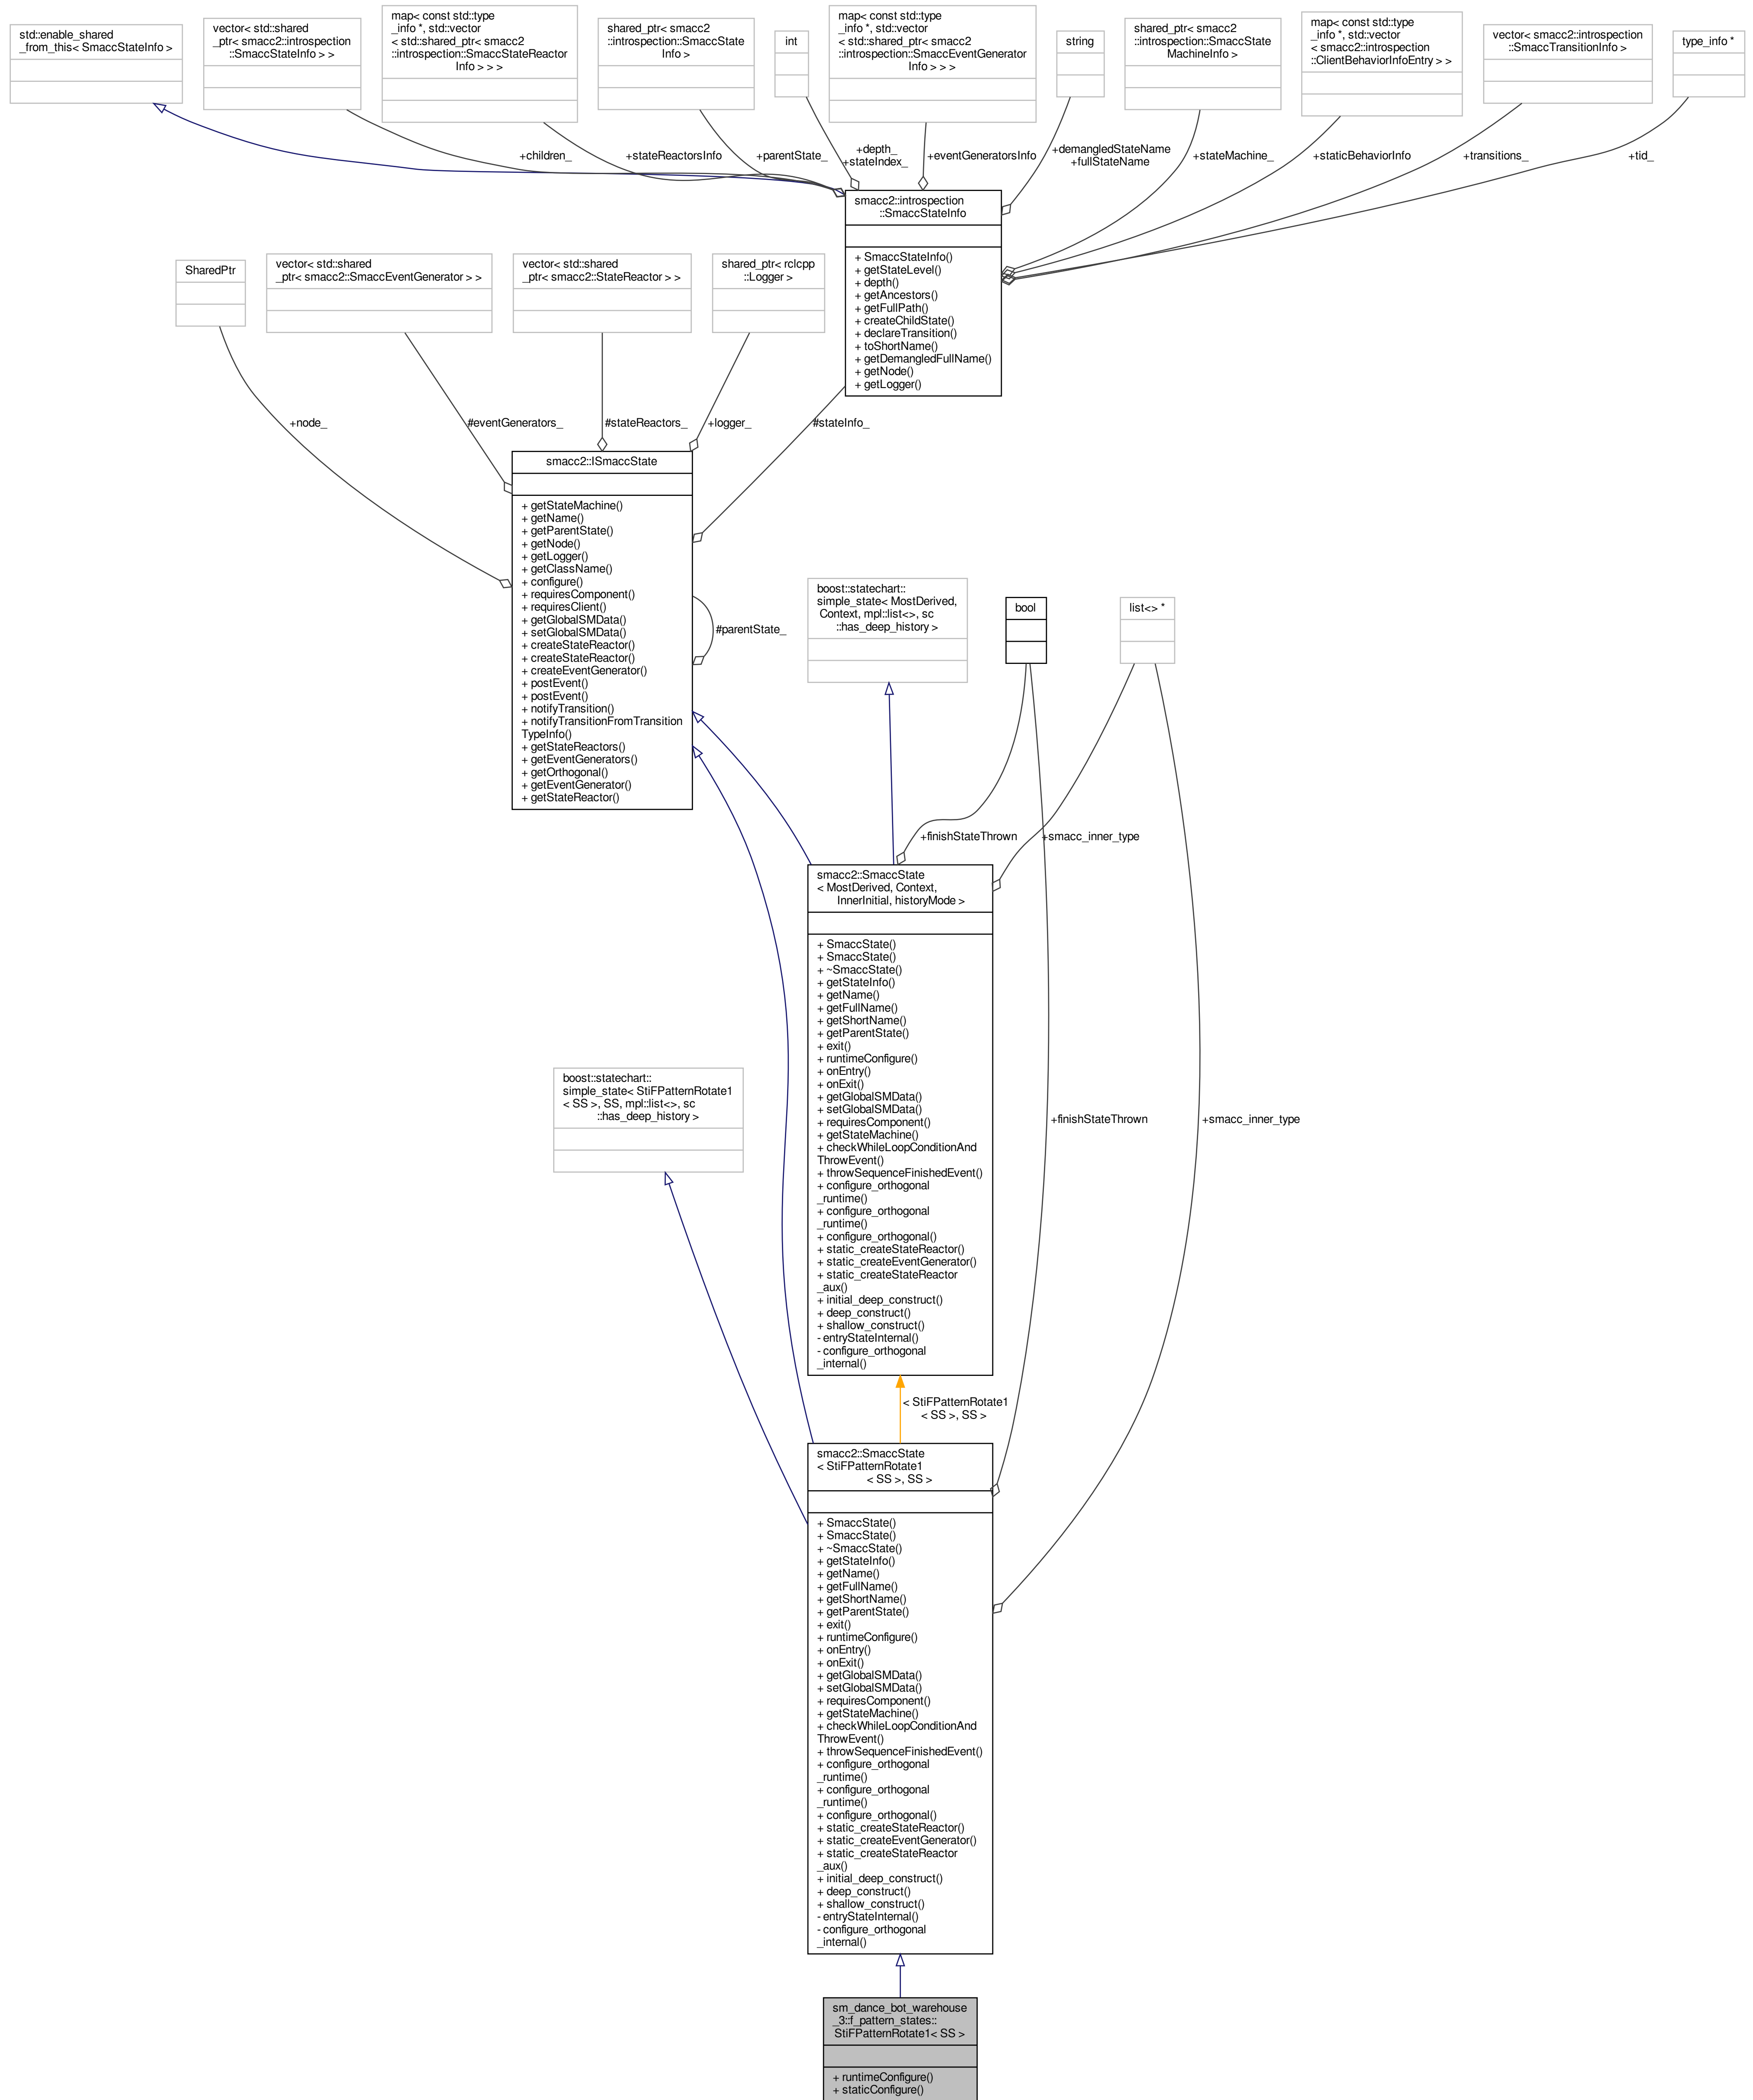 std::enable_shared
_from_this< SmaccStateInfo >
vector< std::shared
_ptr< smacc2::introspection
::SmaccStateInfo > >
map< const std::type
_info *, std::vector
< std::shared_ptr< smacc2
::introspection::SmaccStateReactor
Info > > >
shared_ptr< smacc2
::introspection::SmaccState
Info >
int
map< const std::type
_info *, std::vector
< std::shared_ptr< smacc2
::introspection::SmaccEventGenerator
Info > > >
string
shared_ptr< smacc2
::introspection::SmaccState
MachineInfo >
map< const std::type
_info *, std::vector
< smacc2::introspection
::ClientBehaviorInfoEntry > >
vector< smacc2::introspection
::SmaccTransitionInfo >
type_info *
+children_
+stateReactorsInfo
+parentState_
+depth_
+stateIndex_
+eventGeneratorsInfo
+demangledStateName
+fullStateName
+stateMachine_
+staticBehaviorInfo
+transitions_
+tid_
smacc2::introspection
::SmaccStateInfo
+ SmaccStateInfo()
+ getStateLevel()
+ depth()
+ getAncestors()
+ getFullPath()
+ createChildState()
+ declareTransition()
+ toShortName()
+ getDemangledFullName()
+ getNode()
+ getLogger()
SharedPtr
vector< std::shared
_ptr< smacc2::SmaccEventGenerator > >
vector< std::shared
_ptr< smacc2::StateReactor > >
shared_ptr< rclcpp
::Logger >
+node_
#eventGenerators_
#stateReactors_
+logger_
#stateInfo_
smacc2::ISmaccState
+ getStateMachine()
+ getName()
+ getParentState()
+ getNode()
+ getLogger()
+ getClassName()
+ configure()
+ requiresComponent()
+ requiresClient()
+ getGlobalSMData()
+ setGlobalSMData()
+ createStateReactor()
+ createStateReactor()
+ createEventGenerator()
+ postEvent()
+ postEvent()
+ notifyTransition()
+ notifyTransitionFromTransition
TypeInfo()
+ getStateReactors()
+ getEventGenerators()
+ getOrthogonal()
+ getEventGenerator()
+ getStateReactor()
#parentState_
boost::statechart::
simple_state< MostDerived,
Context, mpl::list<>, sc
::has_deep_history >
bool
list<> *
+finishStateThrown
+smacc_inner_type
smacc2::SmaccState
< MostDerived, Context,
InnerInitial, historyMode >
+ SmaccState()
+ SmaccState()
+ ~SmaccState()
+ getStateInfo()
+ getName()
+ getFullName()
+ getShortName()
+ getParentState()
+ exit()
+ runtimeConfigure()
+ onEntry()
+ onExit()
+ getGlobalSMData()
+ setGlobalSMData()
+ requiresComponent()
+ getStateMachine()
+ checkWhileLoopConditionAnd
ThrowEvent()
+ throwSequenceFinishedEvent()
+ configure_orthogonal
_runtime()
+ configure_orthogonal
_runtime()
+ configure_orthogonal()
+ static_createStateReactor()
+ static_createEventGenerator()
+ static_createStateReactor
_aux()
+ initial_deep_construct()
+ deep_construct()
+ shallow_construct()
- entryStateInternal()
- configure_orthogonal
_internal()
boost::statechart::
simple_state< StiFPatternRotate1
< SS >, SS, mpl::list<>, sc
::has_deep_history >
+finishStateThrown
+smacc_inner_type
< StiFPatternRotate1
< SS >, SS >
smacc2::SmaccState
< StiFPatternRotate1
< SS >, SS >
+ SmaccState()
+ SmaccState()
+ ~SmaccState()
+ getStateInfo()
+ getName()
+ getFullName()
+ getShortName()
+ getParentState()
+ exit()
+ runtimeConfigure()
+ onEntry()
+ onExit()
+ getGlobalSMData()
+ setGlobalSMData()
+ requiresComponent()
+ getStateMachine()
+ checkWhileLoopConditionAnd
ThrowEvent()
+ throwSequenceFinishedEvent()
+ configure_orthogonal
_runtime()
+ configure_orthogonal
_runtime()
+ configure_orthogonal()
+ static_createStateReactor()
+ static_createEventGenerator()
+ static_createStateReactor
_aux()
+ initial_deep_construct()
+ deep_construct()
+ shallow_construct()
- entryStateInternal()
- configure_orthogonal
_internal()
sm_dance_bot_warehouse
_3::f_pattern_states::
StiFPatternRotate1< SS >
+ runtimeConfigure()
+ staticConfigure()